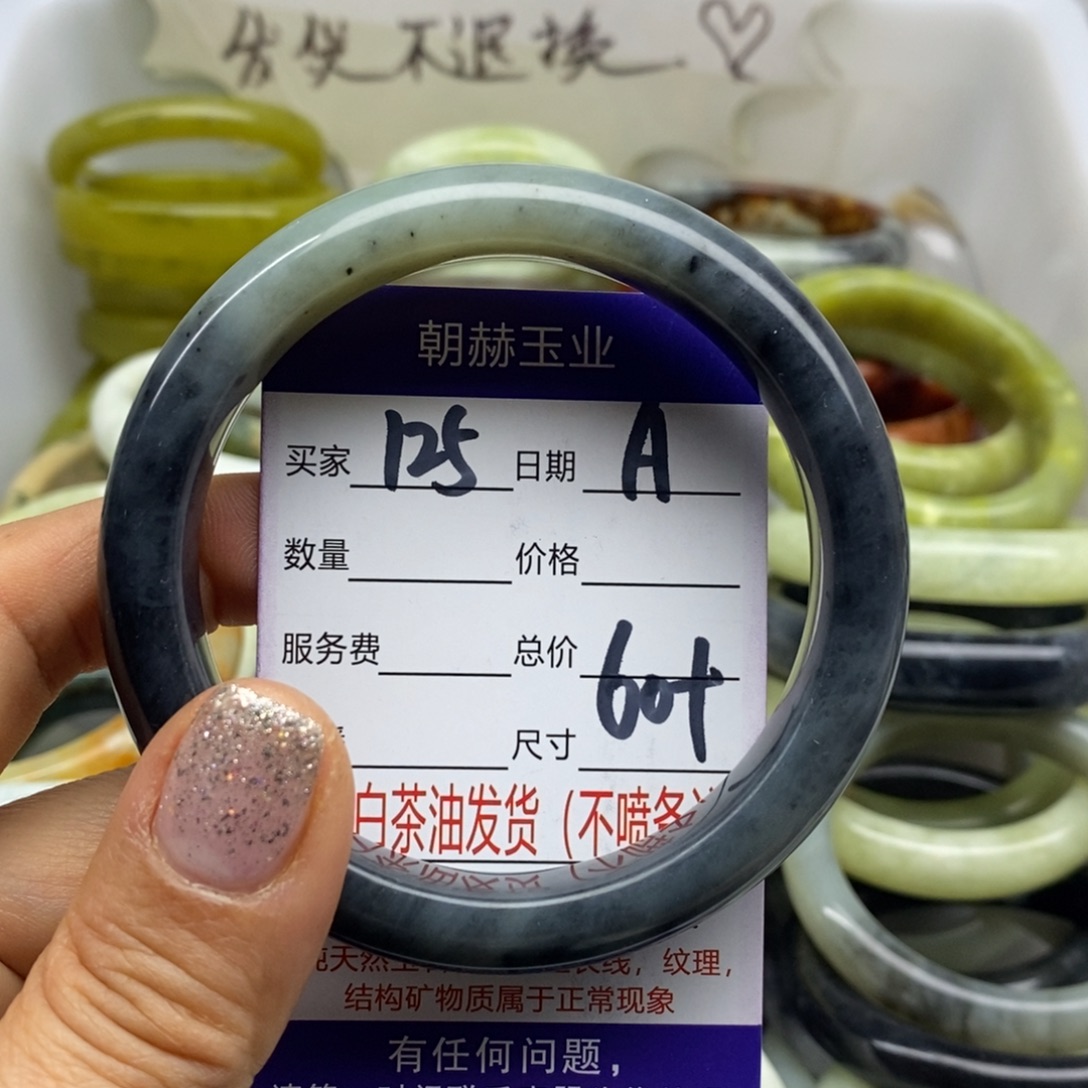 不退换
朝赫玉业
买家 125 日期 A
数量 价格
服务费 总价
60+
尺寸
白茶油发货（不喷
纹理，
结构矿物质属于正常现象
有任何问题，